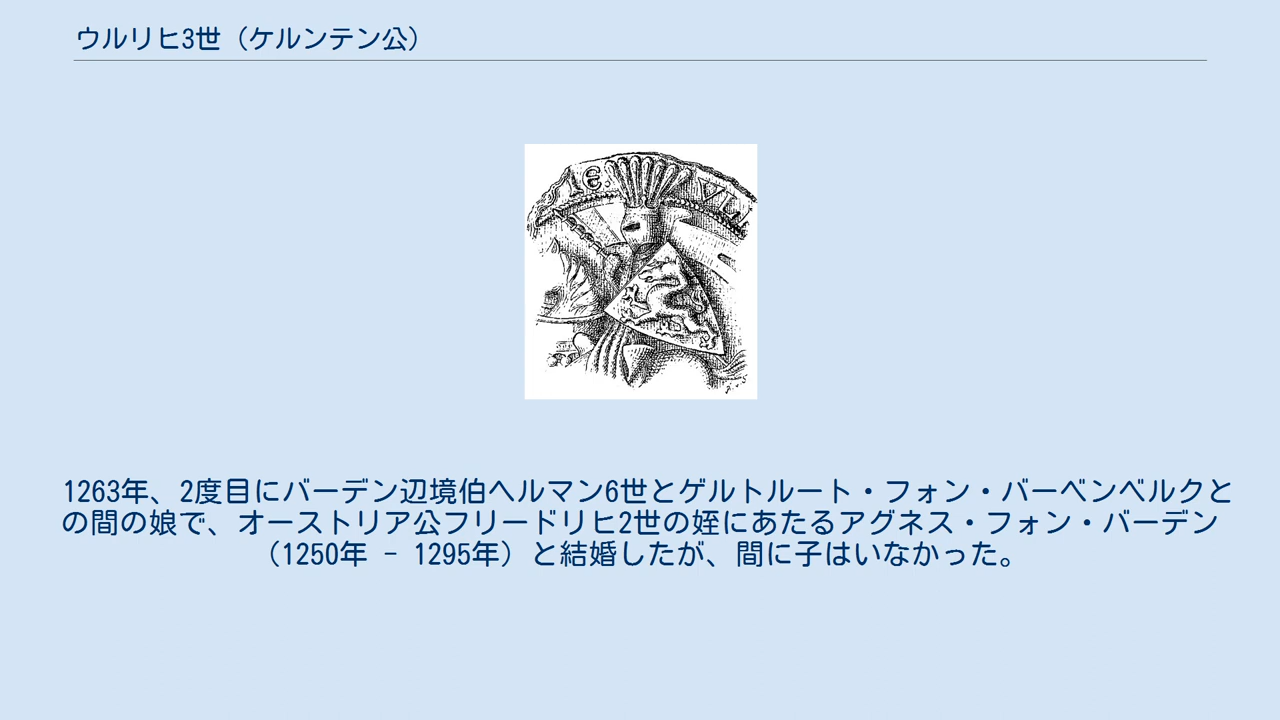 ウルリヒ3世（ケルンテン公）
IE·
VLI
1263年、2度目にバーデン辺境伯ヘルマン6世とゲルトルート・フォン・バーベンベルクと
の間の娘で、オーストリア公フリードリヒ2世の姪にあたるアグネス・フォン・バーデン
（1250年 - 1295年）と結婚したが、間に子はいなかった。